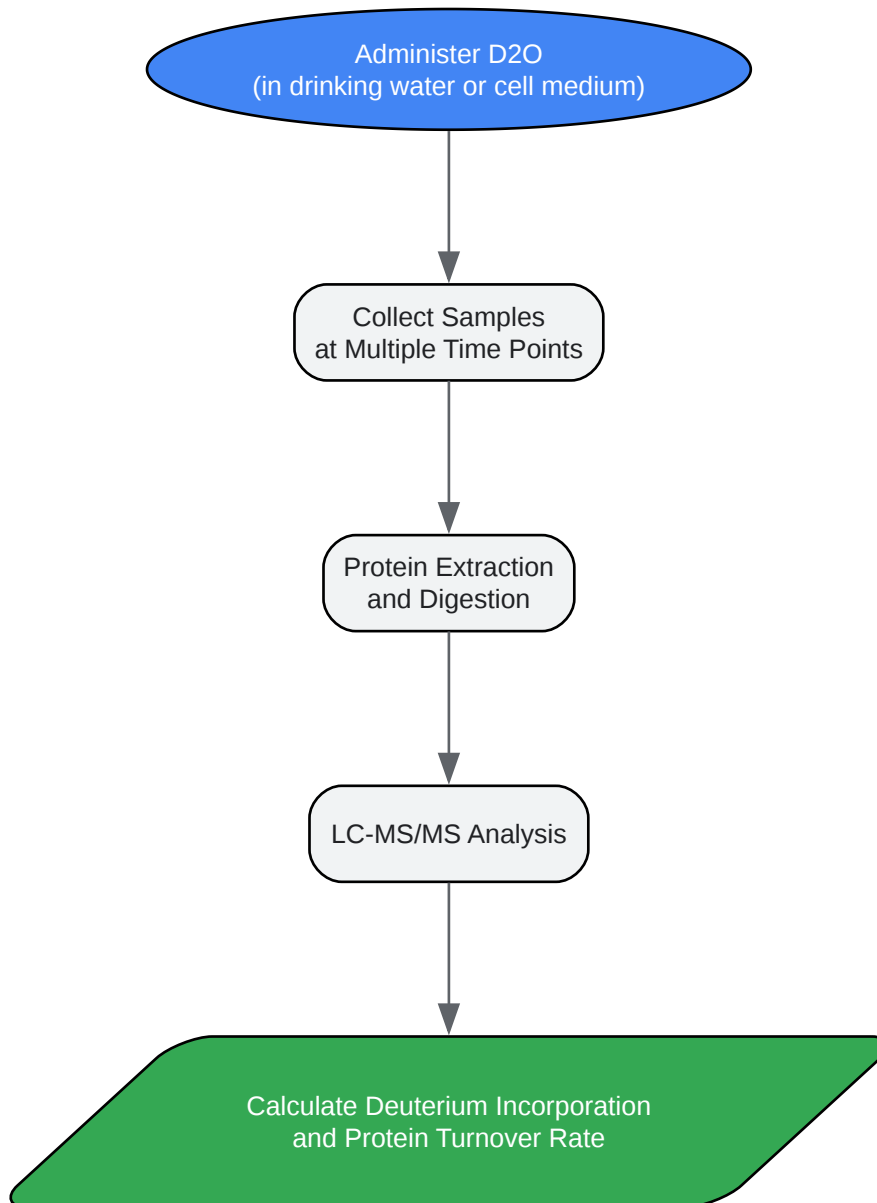 Administer D2O
(in drinking water or cell medium)
Collect Samples
at Multiple Time Points
Protein Extraction
and Digestion
LC-MS/MS Analysis
Calculate Deuterium Incorporation
and Protein Turnover Rate